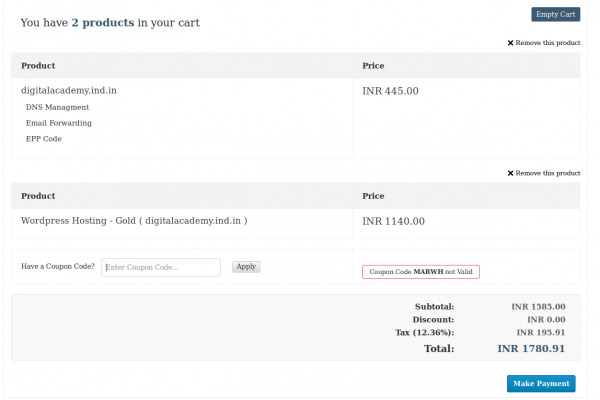 Empty Cart
You have 2 products in your cart
Remove this product
Product Price
digitalacademy.ind.in INR 445.00
DNS Managment
Email Forwarding
EPP Code
Remove this product
Product Price
Wordpress Hosting - Gold ( digitalacademy.ind.in ) INR 1140.00
Have a Coupon Code? Enter Coupon Code... Apply Coupon Code MARWH not Valid
Subtotal: INR 1585.00
Discount: INR 0.00
Tax (12.36%): INR 195.91
Total: INR 1780.91
Make Payment